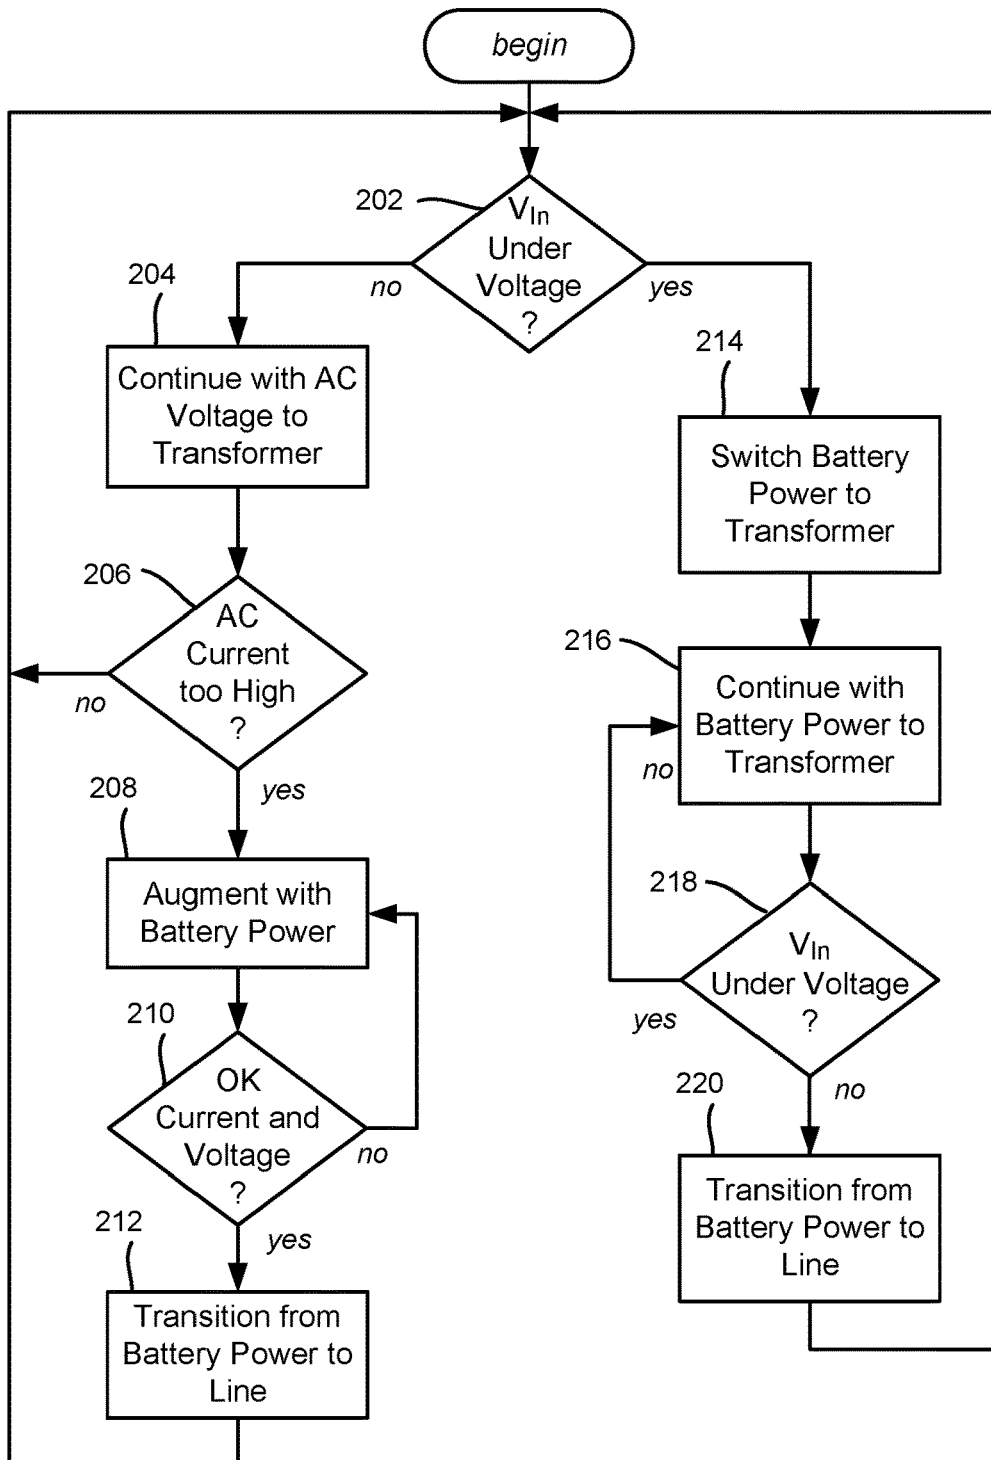 begin
202
V_In
Under
Voltage
?
no
yes
204
Continue with AC
Voltage to
Transformer
206
AC
Current
too High
?
no
yes
208
Augment with
Battery Power
210
OK
Current and
Voltage
?
no
yes
212
Transition from
Battery Power to
Line
214
Switch Battery
Power to
Transformer
216
Continue with
Battery Power to
Transformer
no
218
V_In
Under Voltage
?
yes
no
220
Transition from
Battery Power to
Line